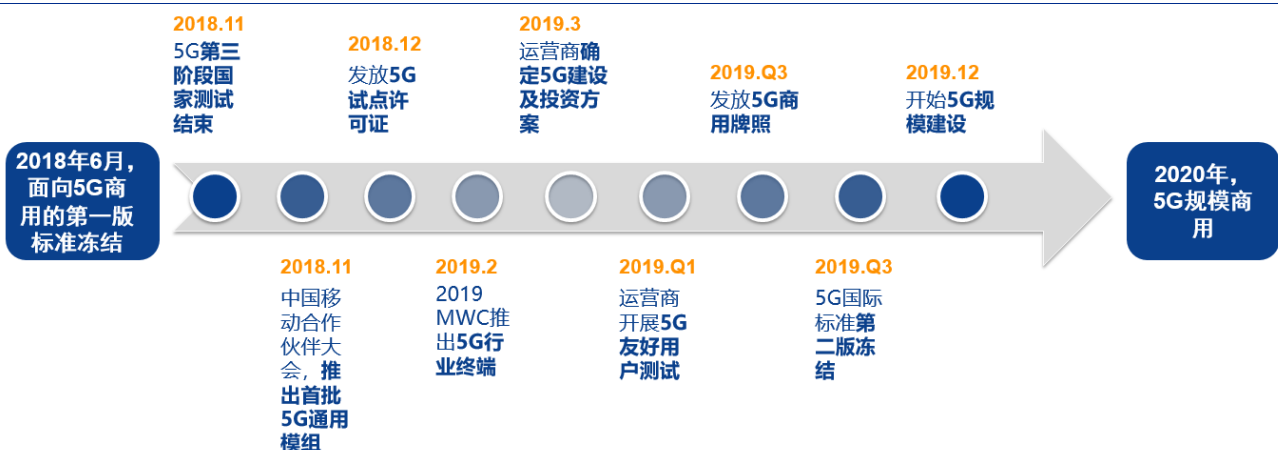 2018年6月，
面向5G商
用的第一版
标准冻结
2018.11
5G第三
阶段国
家测试
结束
2018.11
中国移
动合作
伙伴大
会，推
出首批
5G通用
模组
2018.12
发放5G
试点许
可证
2019.2
2019
MWC推
出5G行
业终端
2019.3
运营商确
定5G建设
及投资方
案
2019.Q1
运营商
开展5G
友好用
户测试
2019.Q3
发放5G商
用牌照
2019.Q3
5G国际
标准第
二版冻
结
2019.12
开始5G规
模建设
2020年，
5G规模商
用